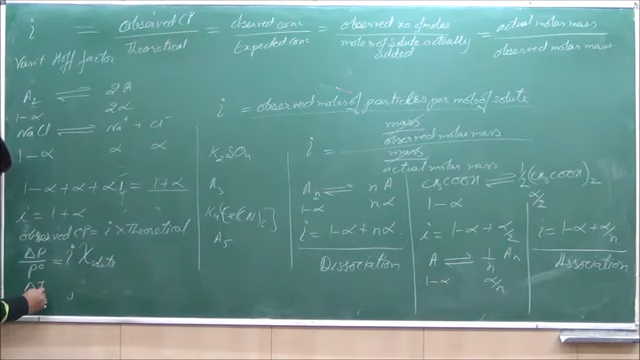 i = Observed CP / Theoretical = observed conc / Expected conc = observed no of moles / moles of solute actually added = actual molar mass / observed molar mass
Van't Hoff factor
i = observed moles of particles per mole of solute
A2 ⇌ 2A
1-α 2α
NaCl ⇌ Na+ + Cl-
1-α α α
1-α+α+α / 1 = 1+α
i = 1+α
observed CP = i × Theoretical
ΔP / P° = i X solute
K2SO4
A3
K4[Fe(CN)6]
A5
i = mass / observed molar mass / mass / actual molar mass
An ⇌ nA
1-α nα
i = 1-α+nα
Dissociation
CH3COOH ⇌ 1/2 (CH3COOH)2
1-α α/2
i = 1-α+α/2
A ⇌ 1/n An
1-α α/n
i = 1-α+α/n
Association